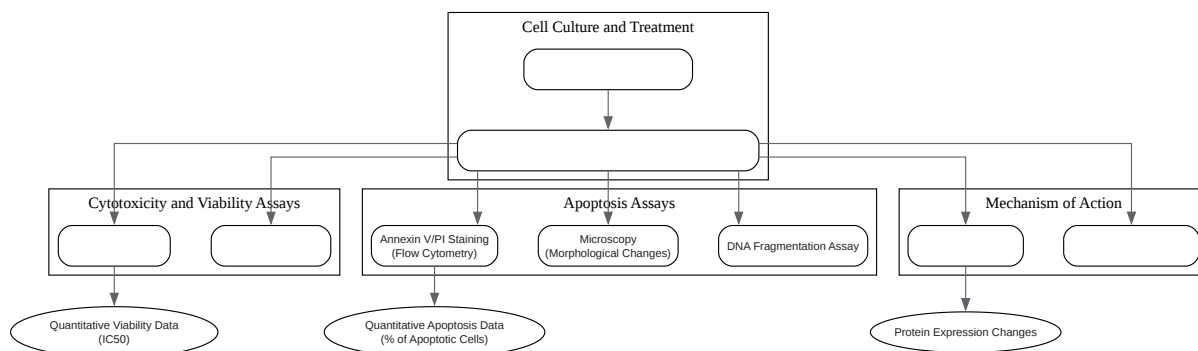 Cell Culture and Treatment
Cytotoxicity and Viability Assays
Apoptosis Assays
Mechanism of Action
Annexin V/PI Staining
(Flow Cytometry)
Microscopy
(Morphological Changes)
DNA Fragmentation Assay
Quantitative Viability Data
(IC50)
Quantitative Apoptosis Data
(% of Apoptotic Cells)
Protein Expression Changes